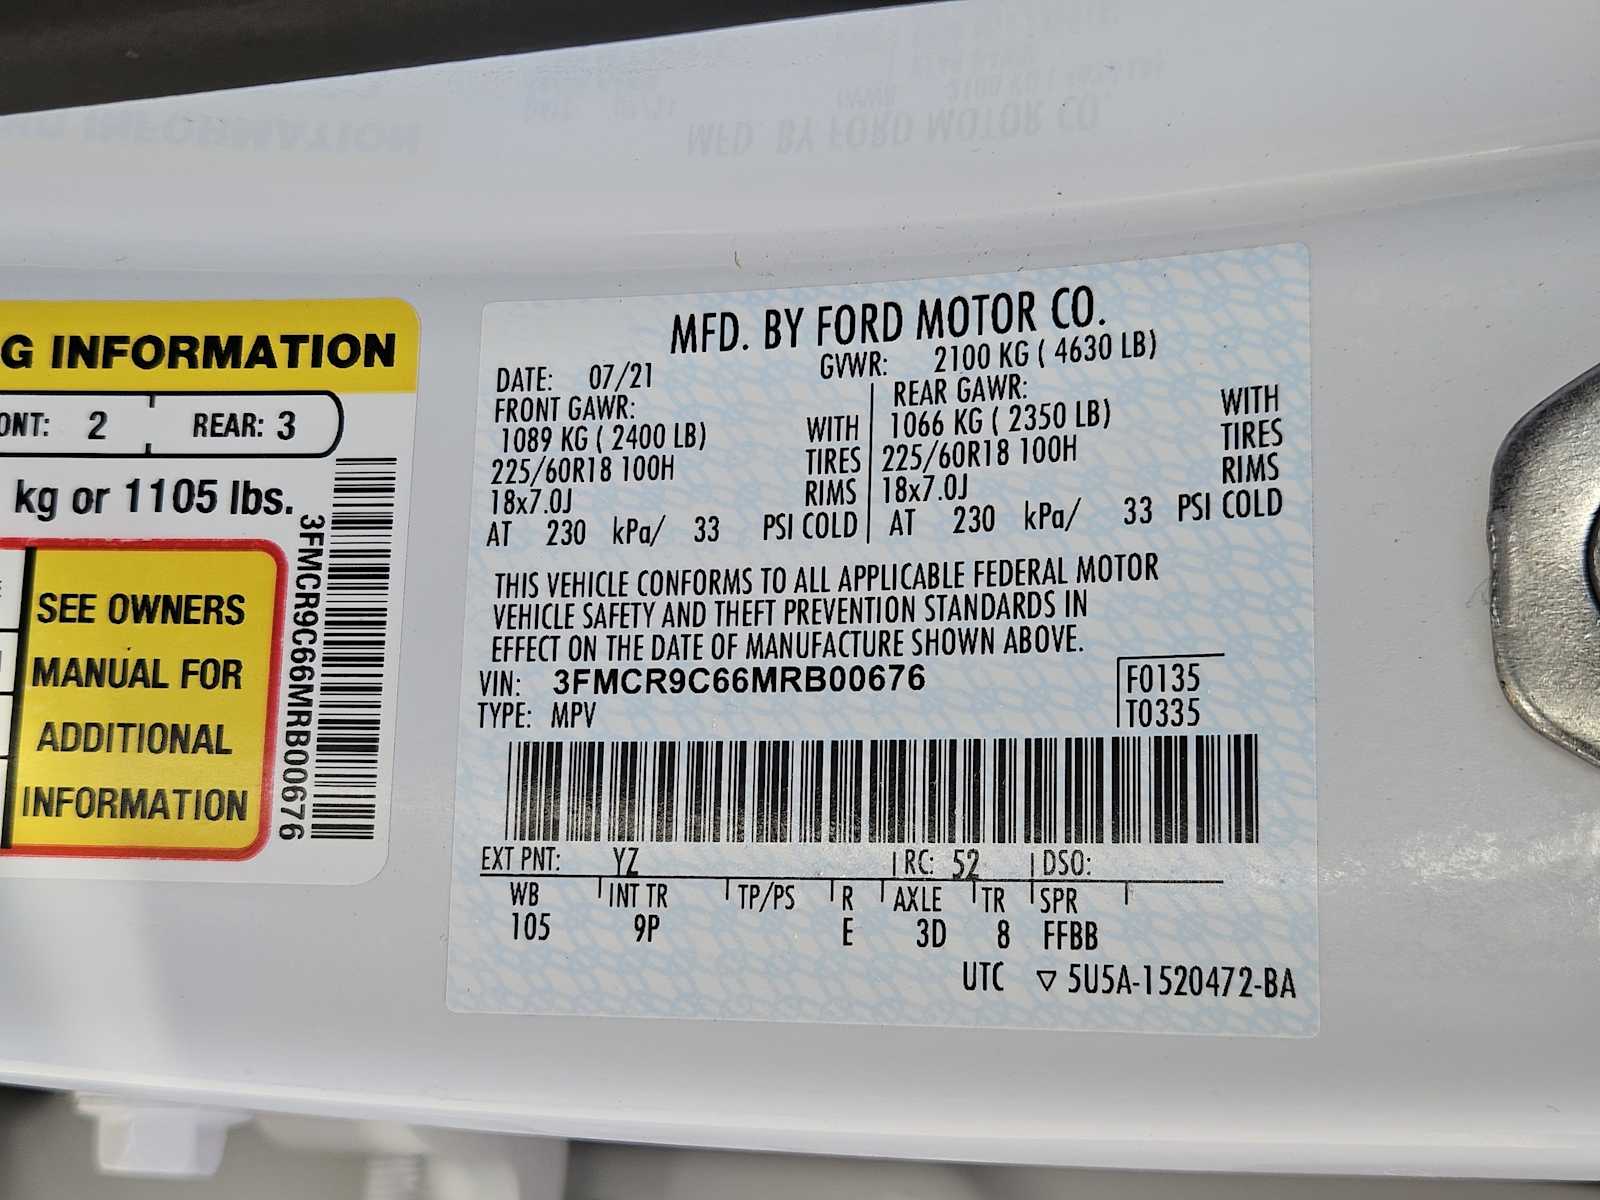 G INFORMATION
ONT: 2 REAR: 3
kg or 1105 lbs.
SEE OWNERS
MANUAL FOR
ADDITIONAL
INFORMATION
3FMCR9C66MRB00676
MFD. BY FORD MOTOR CO.
DATE: 07/21 GVWR: 2100 KG ( 4630 LB)
FRONT GAWR: REAR GAWR:
1089 KG ( 2400 LB) WITH 1066 KG ( 2350 LB) WITH
225/60R18 100H TIRES 225/60R18 100H TIRES
18x7.0J RIMS 18x7.0J RIMS
AT 230 kPa/ 33 PSI COLD AT 230 kPa/ 33 PSI COLD
THIS VEHICLE CONFORMS TO ALL APPLICABLE FEDERAL MOTOR
VEHICLE SAFETY AND THEFT PREVENTION STANDARDS IN
EFFECT ON THE DATE OF MANUFACTURE SHOWN ABOVE.
VIN: 3FMCR9C66MRB00676 F0135
TYPE: MPV T0335
EXT PNT: YZ RC: 52 DSO:
WB INT TR TP/PS R AXLE TR SPR
105 9P E 3D 8 FFBB
UTC ▽ 5U5A-1520472-BA